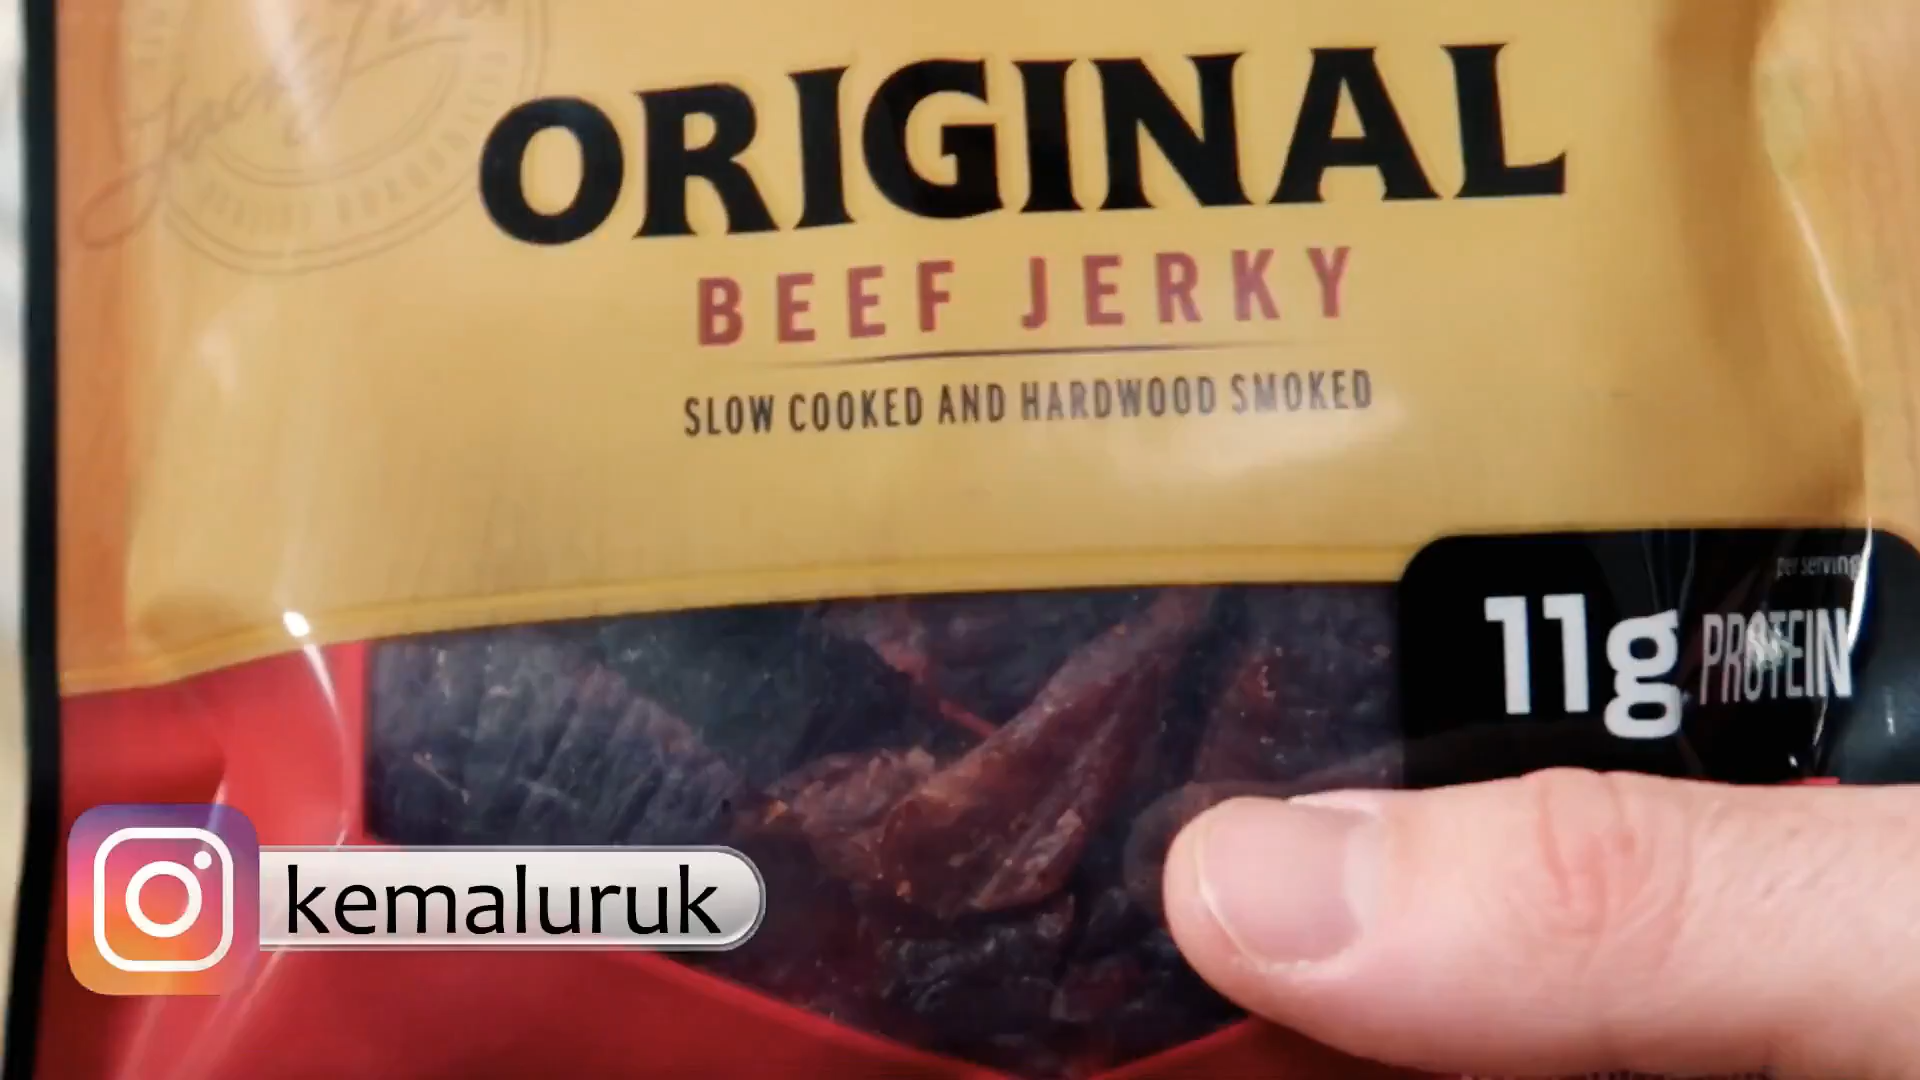 ORIGINAL
BEEF JERKY
SLOW COOKED AND HARDWOOD SMOKED
per serving
11g PROTEIN
kemaluruk